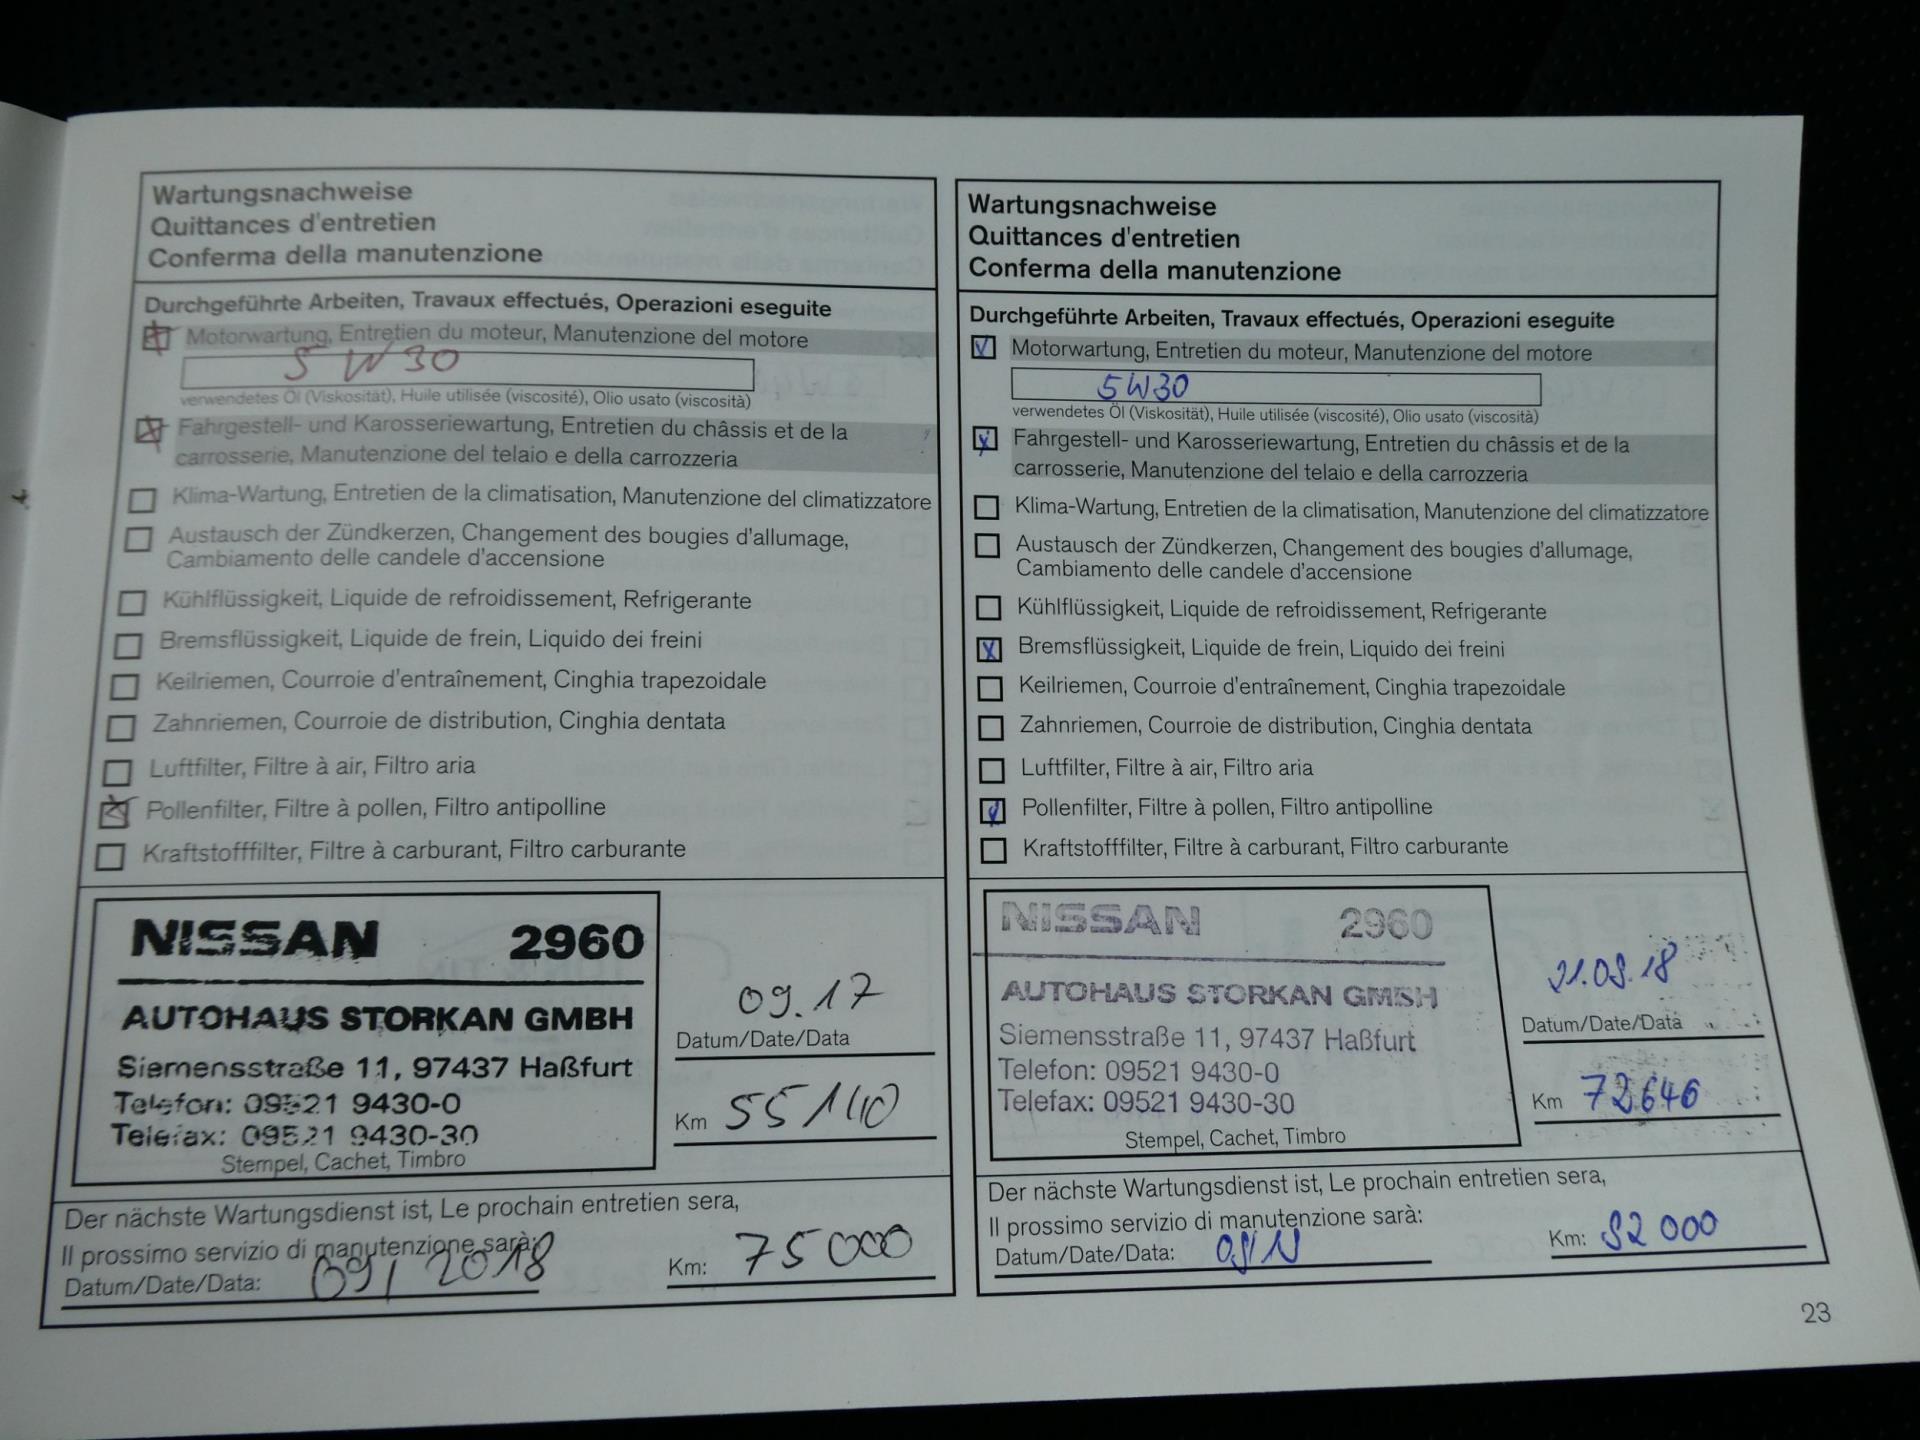 Wartungsnachweise
Quittances d'entretien
Conferma della manutenzione
Durchgeführte Arbeiten, Travaux effectués, Operazioni eseguite
Motorwartung, Entretien du moteur, Manutenzione del motore
5 W 30
verwendetes Öl (Viskosität), Huile utilisée (viscosité), Olio usato (viscosità)
Fahrgestell- und Karosseriewartung, Entretien du châssis et de la
carrosserie, Manutenzione del telaio e della carrozzeria
Klima-Wartung, Entretien de la climatisation, Manutenzione del climatizzatore
Austausch der Zündkerzen, Changement des bougies d'allumage,
Cambiamento delle candele d'accensione
Kühlflüssigkeit, Liquide de refroidissement, Refrigerante
Bremsflüssigkeit, Liquide de frein, Liquido dei freini
Keilriemen, Courroie d'entraînement, Cinghia trapezoidale
Zahnriemen, Courroie de distribution, Cinghia dentata
Luftfilter, Filtre à air, Filtro aria
Pollenfilter, Filtre à pollen, Filtro antipolline
Kraftstofffilter, Filtre à carburant, Filtro carburante
NISSAN 2960
AUTOHAUS STORKAN GMBH
Siemensstraße 11, 97437 Haßfurt
Telefon: 09521 9430-0
Telefax: 09521 9430-30
Stempel, Cachet, Timbro
09.17
Datum/Date/Data
Km 55140
Der nächste Wartungsdienst ist, Le prochain entretien sera,
Il prossimo servizio di manutenzione sarà:
Datum/Date/Data: 09/2018 Km: 75000
Wartungsnachweise
Quittances d'entretien
Conferma della manutenzione
Durchgeführte Arbeiten, Travaux effectués, Operazioni eseguite
Motorwartung, Entretien du moteur, Manutenzione del motore
5W30
verwendetes Öl (Viskosität), Huile utilisée (viscosité), Olio usato (viscosità)
Fahrgestell- und Karosseriewartung, Entretien du châssis et de la
carrosserie, Manutenzione del telaio e della carrozzeria
Klima-Wartung, Entretien de la climatisation, Manutenzione del climatizzatore
Austausch der Zündkerzen, Changement des bougies d'allumage,
Cambiamento delle candele d'accensione
Kühlflüssigkeit, Liquide de refroidissement, Refrigerante
Bremsflüssigkeit, Liquide de frein, Liquido dei freini
Keilriemen, Courroie d'entraînement, Cinghia trapezoidale
Zahnriemen, Courroie de distribution, Cinghia dentata
Luftfilter, Filtre à air, Filtro aria
Pollenfilter, Filtre à pollen, Filtro antipolline
Kraftstofffilter, Filtre à carburant, Filtro carburante
NISSAN 2960
AUTOHAUS STORKAN GMBH
Siemensstraße 11, 97437 Haßfurt
Telefon: 09521 9430-0
Telefax: 09521 9430-30
Stempel, Cachet, Timbro
21.09.18
Datum/Date/Data
Km 72646
Der nächste Wartungsdienst ist, Le prochain entretien sera,
Il prossimo servizio di manutenzione sarà:
Datum/Date/Data: Km: 92 000
23